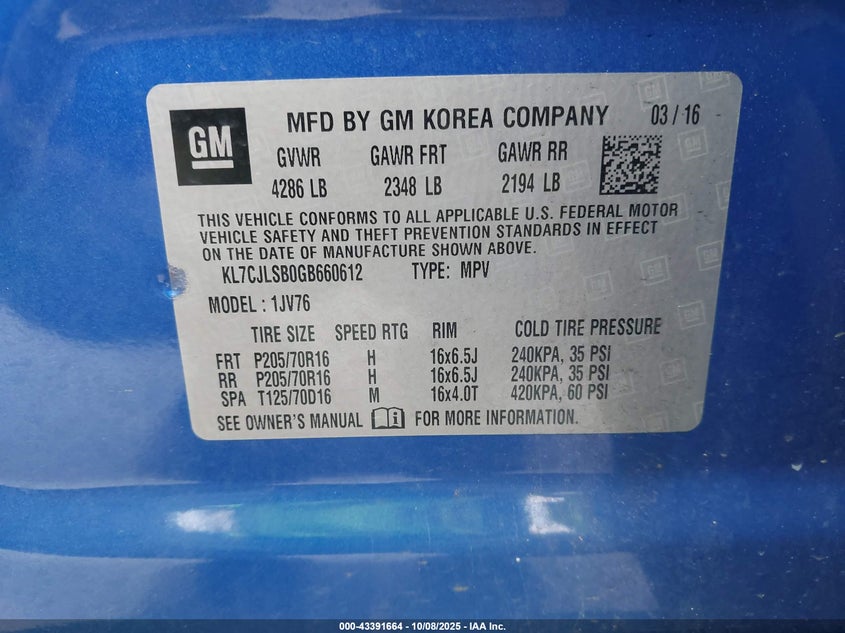 GM
MFD BY GM KOREA COMPANY 03/16
GVWR GAWR FRT GAWR RR
4286 LB 2348 LB 2194 LB
THIS VEHICLE CONFORMS TO ALL APPLICABLE U.S. FEDERAL MOTOR
VEHICLE SAFETY AND THEFT PREVENTION STANDARDS IN EFFECT
ON THE DATE OF MANUFACTURE SHOWN ABOVE.
KL7CJLSB0GB660612 TYPE: MPV
MODEL : 1JV76
TIRE SIZE SPEED RTG RIM COLD TIRE PRESSURE
FRT P205/70R16 H 16x6.5J 240KPA, 35 PSI
RR P205/70R16 H 16x6.5J 240KPA, 35 PSI
SPA T125/70D16 M 16x4.0T 420KPA, 60 PSI
SEE OWNER'S MANUAL FOR MORE INFORMATION.
000-43391664 - 10/08/2025 - IAA Inc.